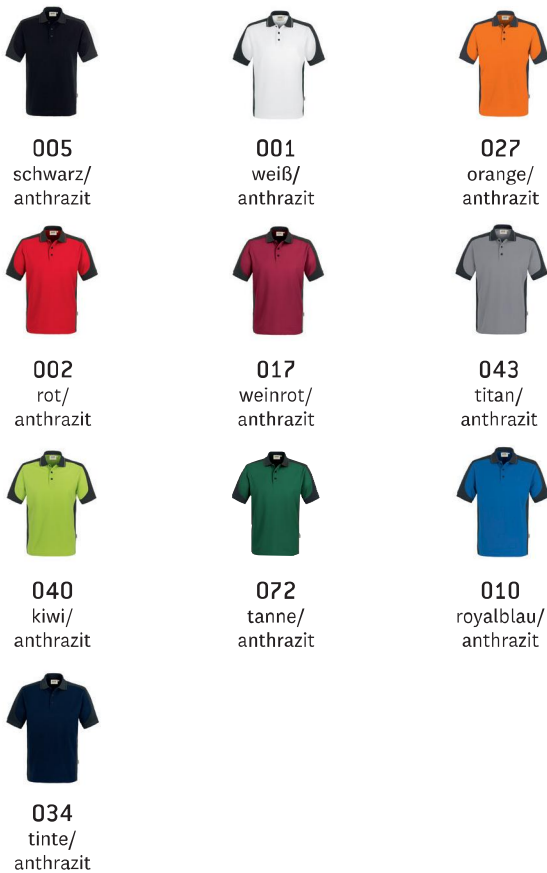 005
schwarz/
anthrazit
001
weiß/
anthrazit
027
orange/
anthrazit
002
rot/
anthrazit
017
weinrot/
anthrazit
043
titan/
anthrazit
040
kiwi/
anthrazit
072
tanne/
anthrazit
010
royalblau/
anthrazit
034
tinte/
anthrazit